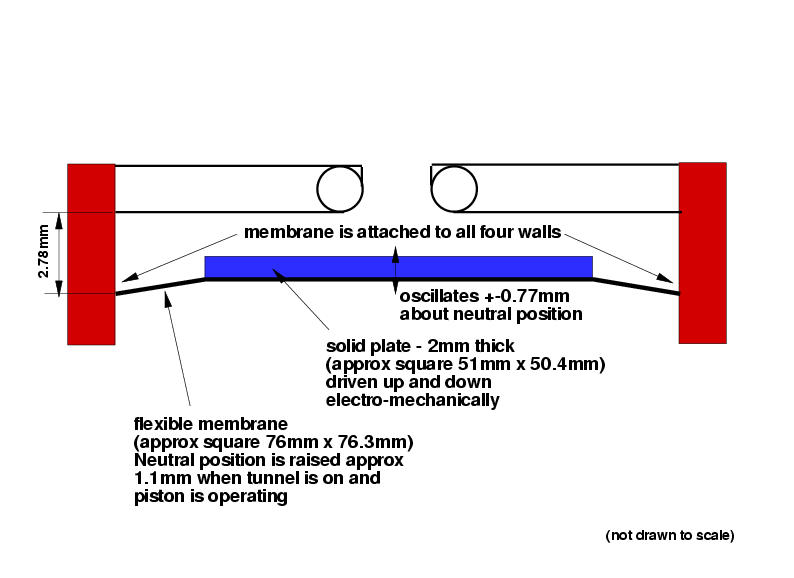 membrane is attached to all four walls
2.78mm
oscillates +-0.77mm
about neutral position
solid plate - 2mm thick
(approx square 51mm x 50.4mm)
driven up and down
electro-mechanically
flexible membrane
(approx square 76mm x 76.3mm)
Neutral position is raised approx
1.1mm when tunnel is on and
piston is operating
(not drawn to scale)